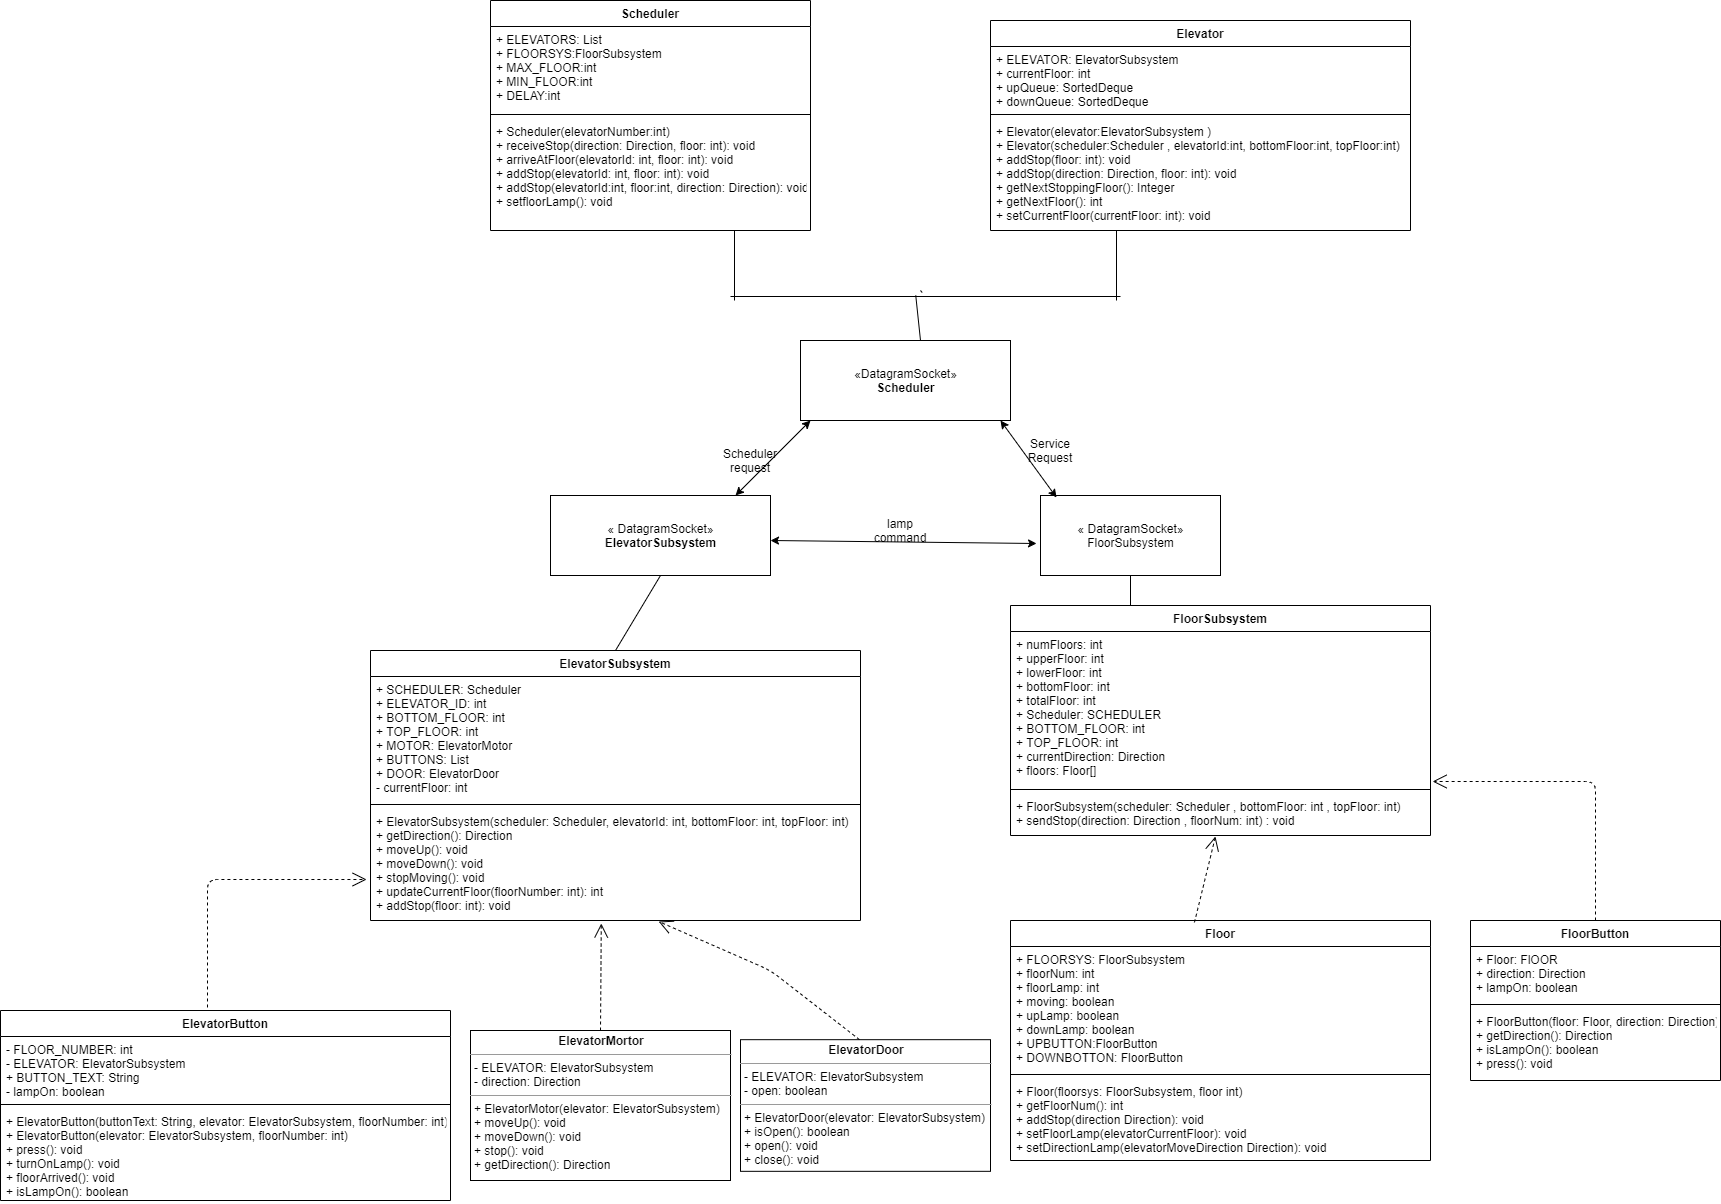 Scheduler
+ ELEVATORS: List
+ FLOORSYS:FloorSubsystem
+ MAX_FLOOR:int
+ MIN_FLOOR:int
+ DELAY:int
+ Scheduler(elevatorNumber:int)
+ receiveStop(direction: Direction, floor: int): void
+ arriveAtFloor(elevatorId: int, floor: int): void
+ addStop(elevatorId: int, floor: int): void
+ addStop(elevatorId:int, floor:int, direction: Direction): void
+ setfloorLamp(): void
Elevator
+ ELEVATOR: ElevatorSubsystem
+ currentFloor: int
+ upQueue: SortedDeque
+ downQueue: SortedDeque
+ Elevator(elevator:ElevatorSubsystem )
+ Elevator(scheduler:Scheduler , elevatorId:int, bottomFloor:int, topFloor:int)
+ addStop(floor: int): void
+ addStop(direction: Direction, floor: int): void
+ getNextStoppingFloor(): Integer
+ getNextFloor(): int
+ setCurrentFloor(currentFloor: int): void
«DatagramSocket»
Scheduler
Scheduler
request
Service
Request
« DatagramSocket»
ElevatorSubsystem
lamp
command
« DatagramSocket»
FloorSubsystem
ElevatorSubsystem
+ SCHEDULER: Scheduler
+ ELEVATOR_ID: int
+ BOTTOM_FLOOR: int
+ TOP_FLOOR: int
+ MOTOR: ElevatorMotor
+ BUTTONS: List
+ DOOR: ElevatorDoor
- currentFloor: int
+ ElevatorSubsystem(scheduler: Scheduler, elevatorId: int, bottomFloor: int, topFloor: int)
+ getDirection(): Direction
+ moveUp(): void
+ moveDown(): void
+ stopMoving(): void
+ updateCurrentFloor(floorNumber: int): int
+ addStop(floor: int): void
FloorSubsystem
+ numFloors: int
+ upperFloor: int
+ lowerFloor: int
+ bottomFloor: int
+ totalFloor: int
+ Scheduler: SCHEDULER
+ BOTTOM_FLOOR: int
+ TOP_FLOOR: int
+ currentDirection: Direction
+ floors: Floor[]
+ FloorSubsystem(scheduler: Scheduler , bottomFloor: int , topFloor: int)
+ sendStop(direction: Direction , floorNum: int) : void
ElevatorButton
- FLOOR_NUMBER: int
- ELEVATOR: ElevatorSubsystem
+ BUTTON_TEXT: String
- lampOn: boolean
+ ElevatorButton(buttonText: String, elevator: ElevatorSubsystem, floorNumber: int)
+ ElevatorButton(elevator: ElevatorSubsystem, floorNumber: int)
+ press(): void
+ turnOnLamp(): void
+ floorArrived(): void
+ isLampOn(): boolean
ElevatorMortor
- ELEVATOR: ElevatorSubsystem
- direction: Direction
+ ElevatorMotor(elevator: ElevatorSubsystem)
+ moveUp(): void
+ moveDown(): void
+ stop(): void
+ getDirection(): Direction
ElevatorDoor
- ELEVATOR: ElevatorSubsystem
- open: boolean
+ ElevatorDoor(elevator: ElevatorSubsystem)
+ isOpen(): boolean
+ open(): void
+ close(): void
Floor
+ FLOORSYS: FloorSubsystem
+ floorNum: int
+ floorLamp: int
+ moving: boolean
+ upLamp: boolean
+ downLamp: boolean
+ UPBUTTON:FloorButton
+ DOWNBOTTON: FloorButton
+ Floor(floorsys: FloorSubsystem, floor int)
+ getFloorNum(): int
+ addStop(direction Direction): void
+ setFloorLamp(elevatorCurrentFloor): void
+ setDirectionLamp(elevatorMoveDirection Direction): void
FloorButton
+ Floor: FlOOR
+ direction: Direction
+ lampOn: boolean
+ FloorButton(floor: Floor, direction: Direction)
+ getDirection(): Direction
+ isLampOn(): boolean
+ press(): void